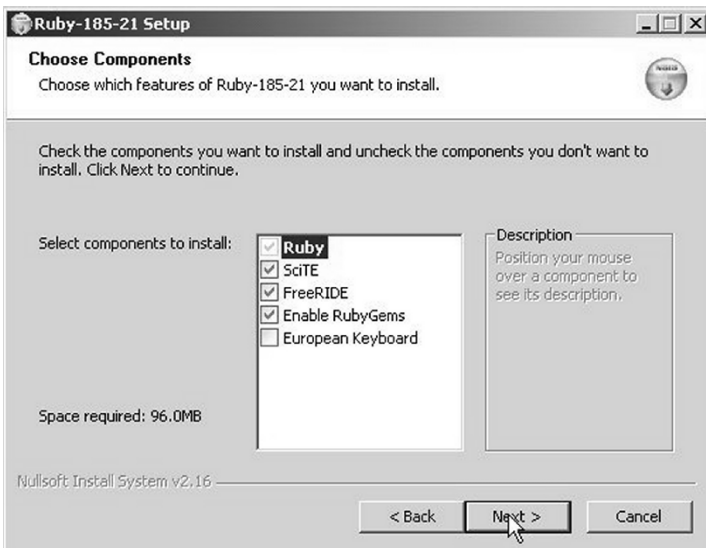 Ruby-185-21 Setup
Choose Components
Choose which features of Ruby-185-21 you want to install.
Check the components you want to install and uncheck the components you don't want to
install. Click Next to continue.
Select components to install:
Ruby
SciTE
FreeRIDE
Enable RubyGems
European Keyboard
Description
Position your mouse
over a component to
see its description.
Space required: 96.0MB
Nullsoft Install System v2.16
< Back
Next >
Cancel